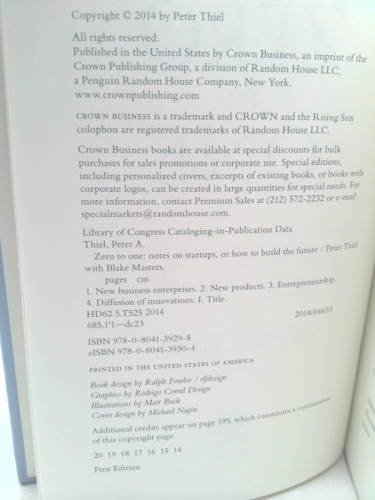 Copyright © 2014 by Peter Thiel
All rights reserved.
Published in the United States by Crown Business, an imprint of the
Crown Publishing Group, a division of Random House LLC,
a Penguin Random House Company, New York.
www.crownpublishing.com
CROWN BUSINESS is a trademark and CROWN and the Rising Sun
colophon are registered trademarks of Random House LLC.
Crown Business books are available at special discounts for bulk
purchases for sales promotions or corporate use. Special editions,
including personalized covers, excerpts of existing books, or books with
corporate logos, can be created in large quantities for special needs. For
more information, contact Premium Sales at (212) 572-2232 or e-mail
specialmarkets@randomhouse.com.
Library of Congress Cataloging-in-Publication Data
Thiel, Peter A.
Zero to one: notes on startups, or how to build the future / Peter Thiel
with Blake Masters.
pages cm
1. New business enterprises. 2. New products. 3. Entrepreneurship.
4. Diffusion of innovations. I. Title.
HD62.5.T525 2014
685.1'1—dc23 2014006653
ISBN 978-0-8041-3929-8
eISBN 978-0-8041-3930-4
PRINTED IN THE UNITED STATES OF AMERICA
Book design by Ralph Fowler / rlfdesign
Graphics by Rodrigo Corral Design
Illustrations by Matt Buck
Cover design by Michael Nagin
Additional credits appear on page 199, which constitutes a continuation
of this copyright page.
20 19 18 17 16 15 14
First Edition